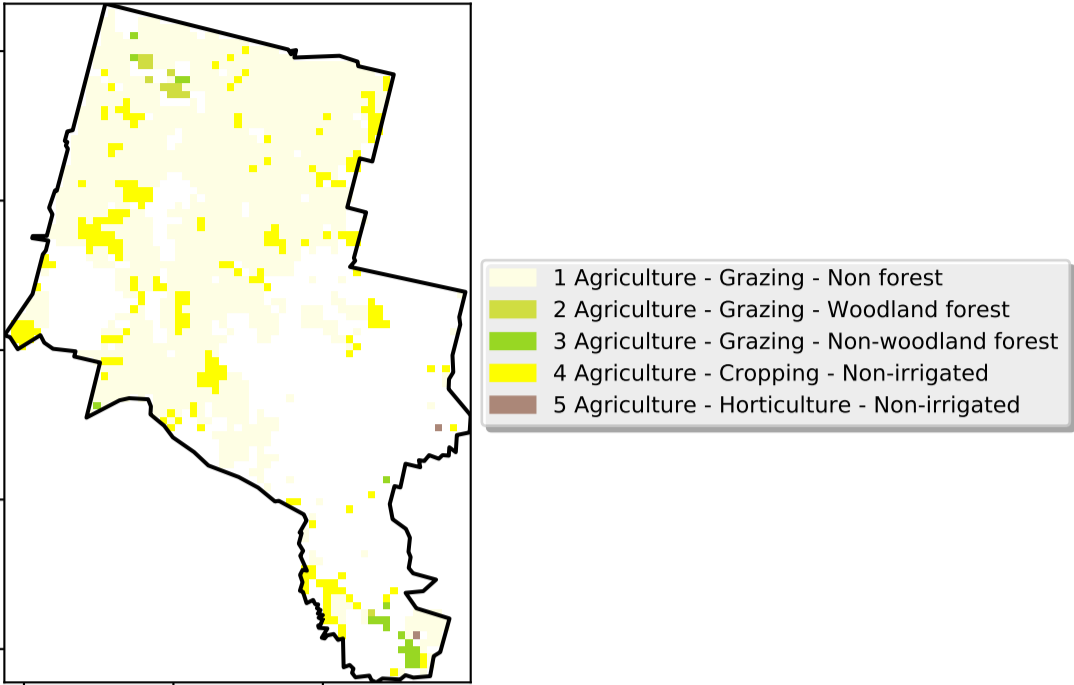 1 Agriculture - Grazing - Non forest
2 Agriculture - Grazing - Woodland forest
3 Agriculture - Grazing - Non-woodland forest
4 Agriculture - Cropping - Non-irrigated
5 Agriculture - Horticulture - Non-irrigated